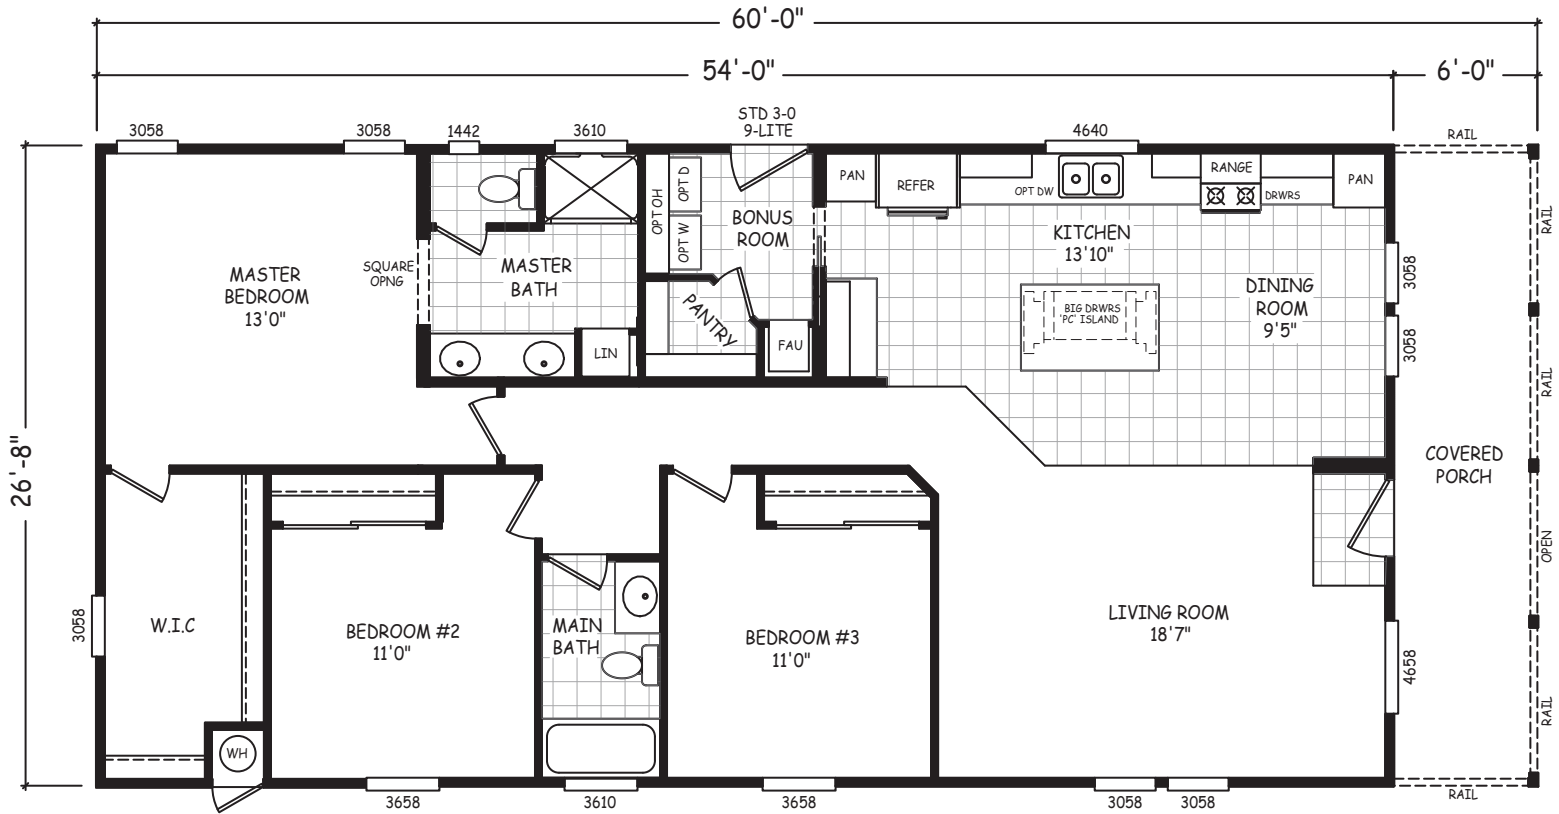 60'-0"
54'-0"
6'-0"
STD 3-0
9-LITE
3058
3058
1442
3610
4640
RAIL
PAN
REFER
OPT DW
RANGE
DRWRS
PAN
OPT OH
OPT D
OPT W
BONUS
ROOM
KITCHEN
13'10"
RAIL
SQUARE
OPNG
MASTER
BATH
MASTER
BEDROOM
13'0"
DINING
ROOM
9'5"
3058
BIG DRWRS
'PC' ISLAND
PANTRY
LIN
FAU
3058
RAIL
26'-8"
COVERED
PORCH
OPEN
3058
W.I.C
BEDROOM #2
11'0"
MAIN
BATH
BEDROOM #3
11'0"
LIVING ROOM
18'7"
4658
RAIL
WH
3658
3610
3658
3058
3058
RAIL